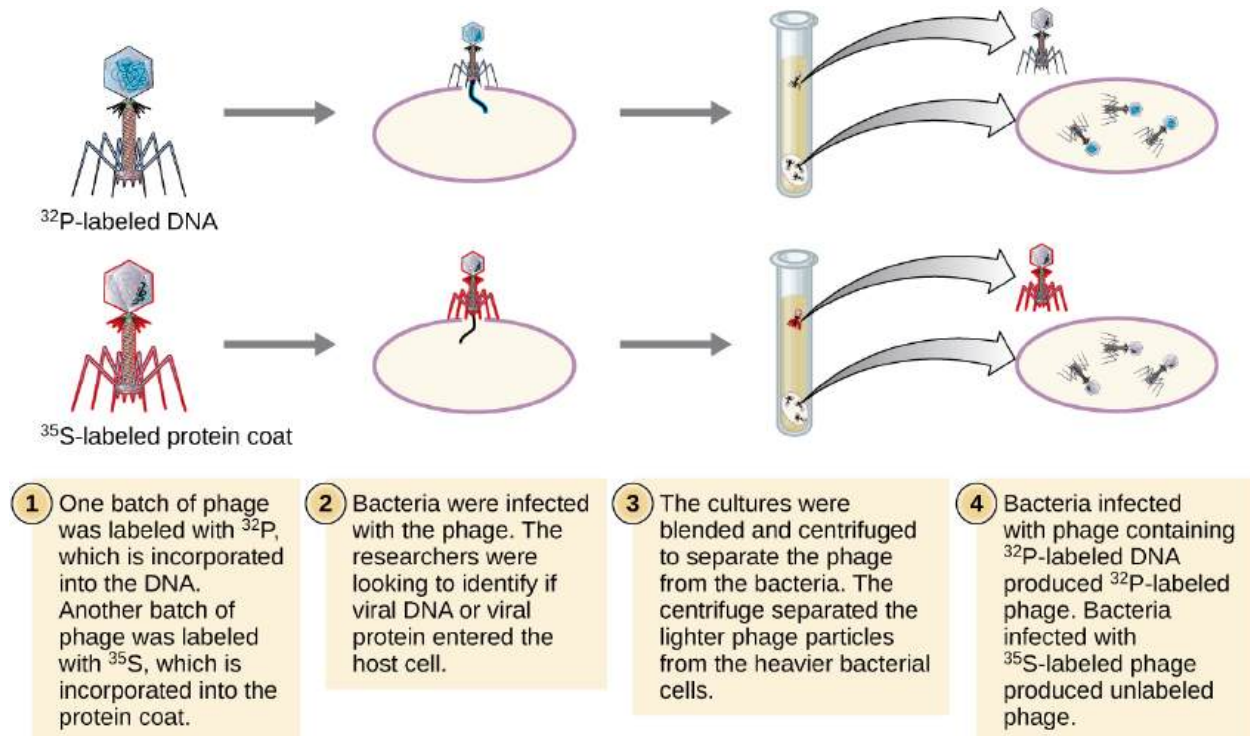 ³²P-labeled DNA
³⁵S-labeled protein coat
1
One batch of phage
was labeled with ³²P,
which is incorporated
into the DNA.
Another batch of
phage was labeled
with ³⁵S, which is
incorporated into the
protein coat.
2
Bacteria were infected
with the phage. The
researchers were
looking to identify if
viral DNA or viral
protein entered the
host cell.
3
The cultures were
blended and centrifuged
to separate the phage
from the bacteria. The
centrifuge separated the
lighter phage particles
from the heavier bacterial
cells.
4
Bacteria infected
with phage containing
³²P-labeled DNA
produced ³²P-labeled
phage. Bacteria
infected with
³⁵S-labeled phage
produced unlabeled
phage.